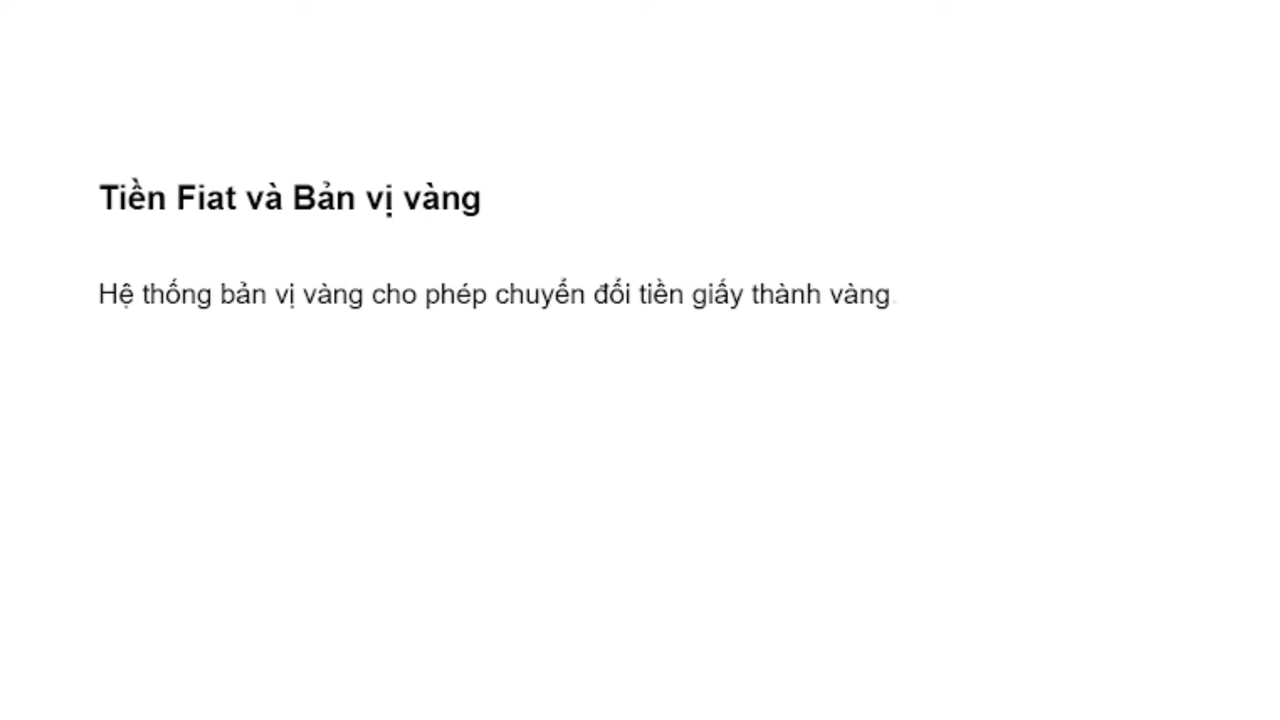 Tiền Fiat và Bản vị vàng
Hệ thống bản vị vàng cho phép chuyển đổi tiền giấy thành vàng.